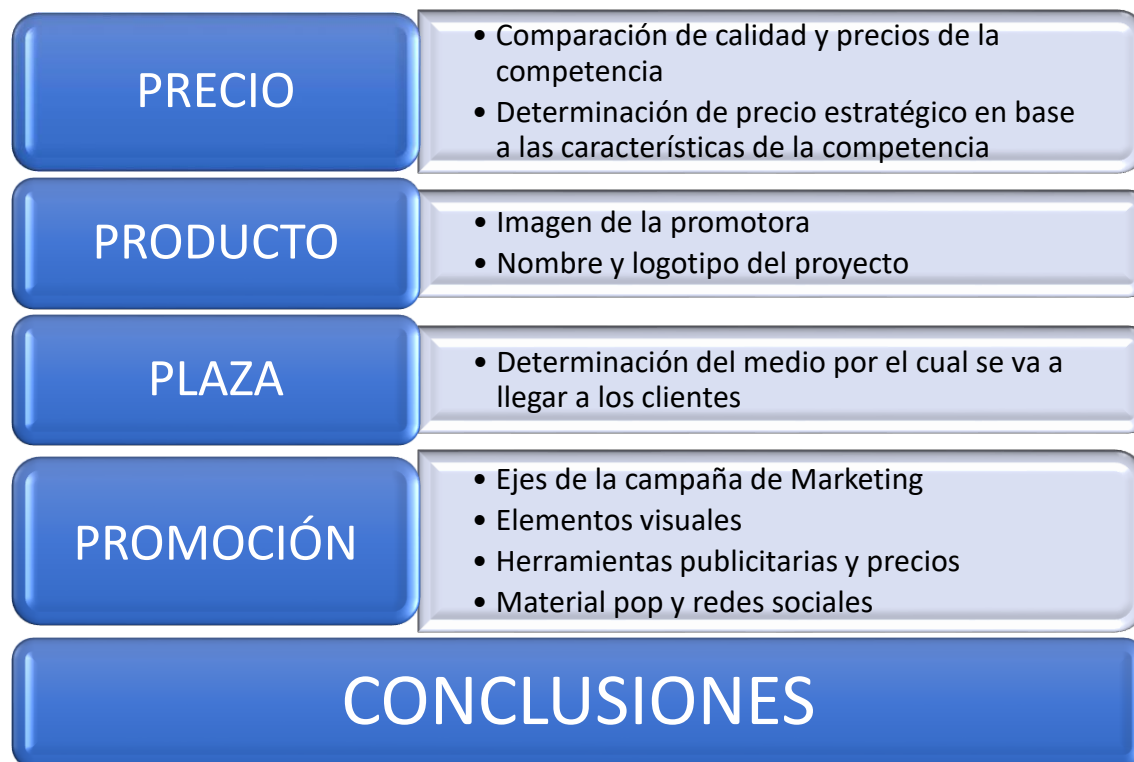 PRECIO
• Comparación de calidad y precios de la
competencia
• Determinación de precio estratégico en base
a las características de la competencia
PRODUCTO
• Imagen de la promotora
• Nombre y logotipo del proyecto
PLAZA
• Determinación del medio por el cual se va a
llegar a los clientes
PROMOCIÓN
• Ejes de la campaña de Marketing
• Elementos visuales
• Herramientas publicitarias y precios
• Material pop y redes sociales
CONCLUSIONES